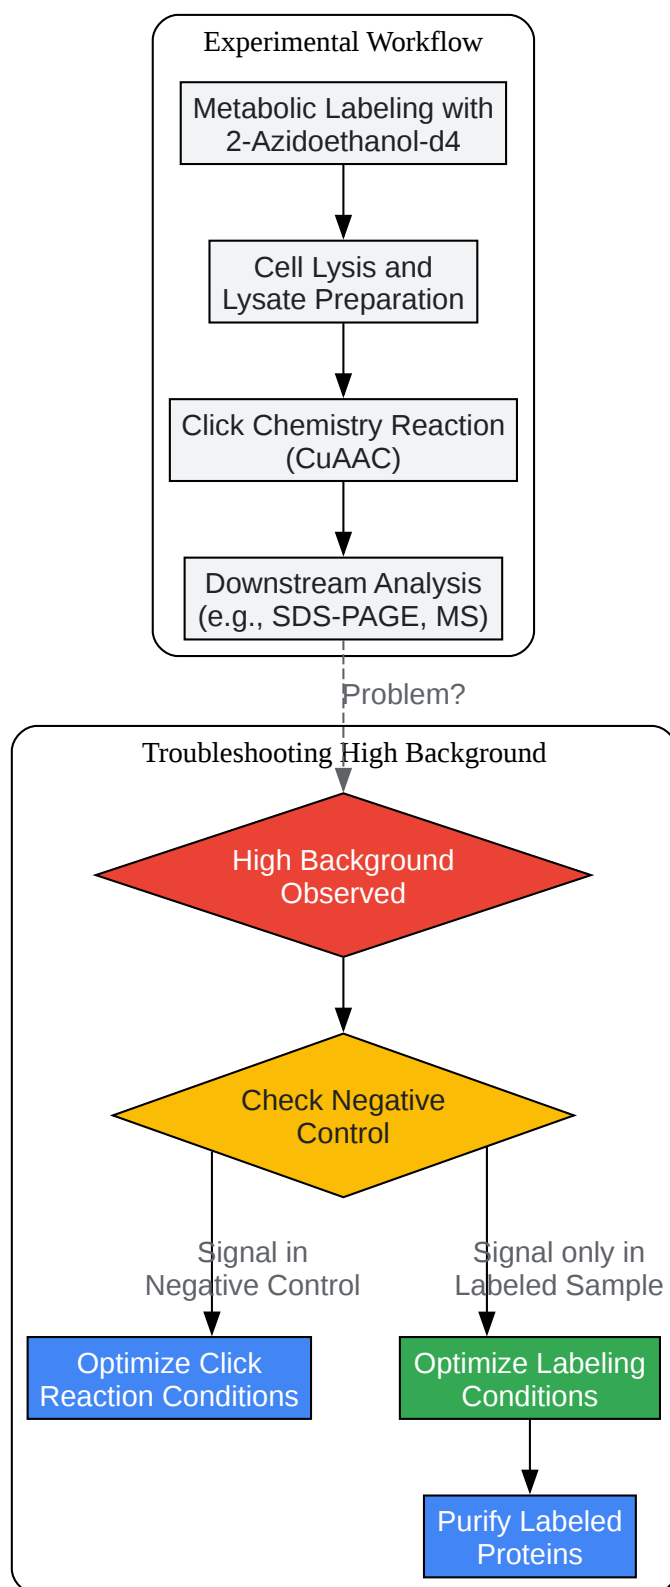 Experimental Workflow
Metabolic Labeling with
2-Azidoethanol-d4
Cell Lysis and
Lysate Preparation
Click Chemistry Reaction
(CuAAC)
Downstream Analysis
(e.g., SDS-PAGE, MS)
Problem?
Troubleshooting High Background
High Background
Observed
Check Negative
Control
Signal in
Negative Control
Signal only in
Labeled Sample
Optimize Click
Reaction Conditions
Optimize Labeling
Conditions
Purify Labeled
Proteins